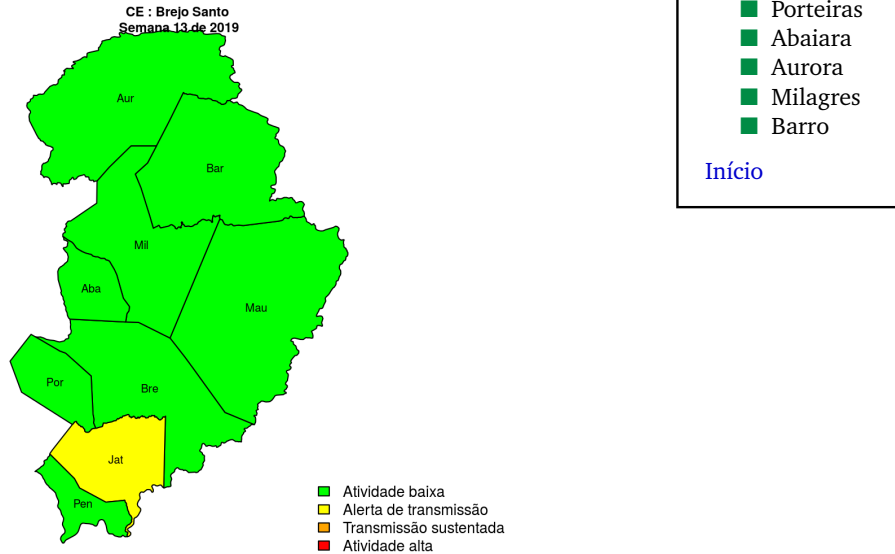 CE : Brejo Santo
Semana 13 de 2019
Aur
Bar
Mil
Aba
Mau
Por
Bre
Jat
Pen
Atividade baixa
Alerta de transmissão
Transmissão sustentada
Atividade alta
Porteiras
Abaiara
Aurora
Milagres
Barro
Início